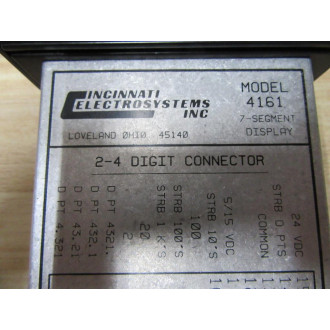 CINCINNATI
ELECTROSYSTEMS
INC
LOVELAND OHIO 45140
MODEL
4161
7-SEGMENT
DISPLAY
2-4 DIGIT CONNECTOR
D PT 4.321
D PT 43.21
D PT 432.1
D PT 4321.
2
20
STRB 1 K'S
STRB 100'S
100
STRB 10'S
5/15 VDC
STRB D PTS
COMMON
24 VDC